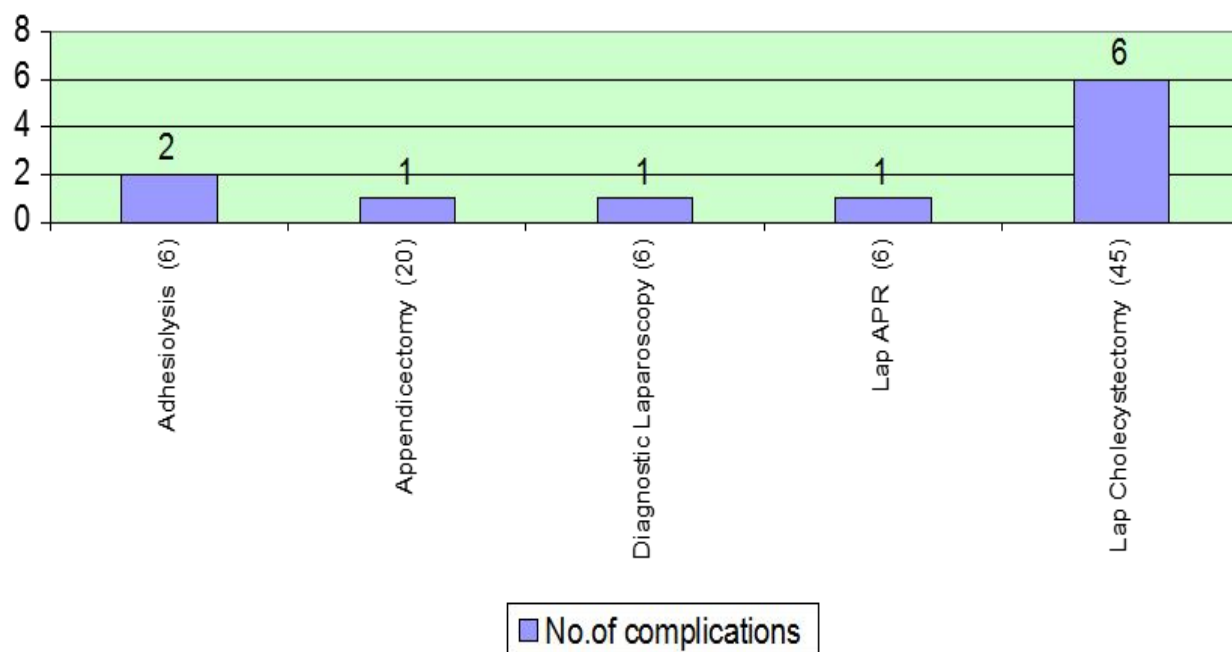 8
6
4
2
0
2
1
1
1
6
Adhesiolysis (6)
Appendicectomy (20)
Diagnostic Laparoscopy (6)
Lap APR (6)
Lap Cholecystectomy (45)
No.of complications